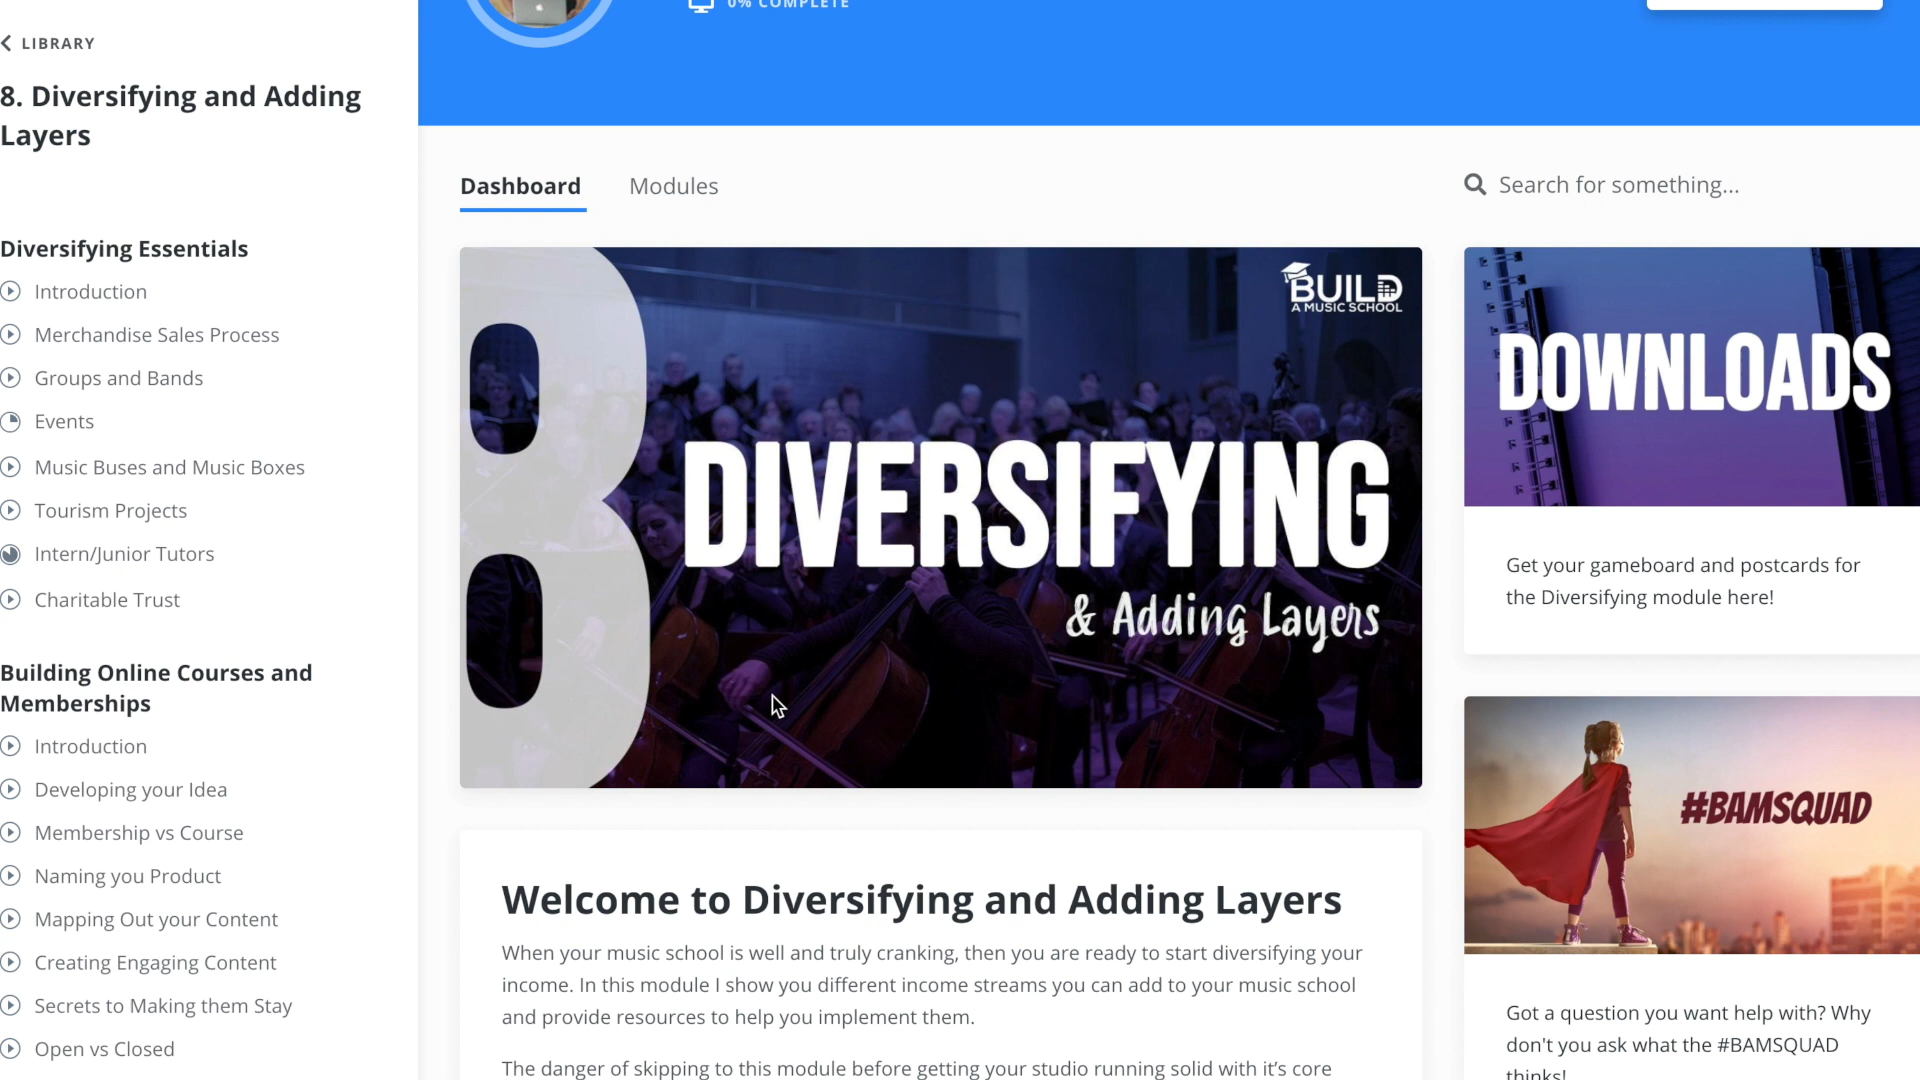 LIBRARY
8. Diversifying and Adding
Layers
Diversifying Essentials
Introduction
Merchandise Sales Process
Groups and Bands
Events
Music Buses and Music Boxes
Tourism Projects
Intern/Junior Tutors
Charitable Trust
Building Online Courses and
Memberships
Introduction
Developing your Idea
Membership vs Course
Naming you Product
Mapping Out your Content
Creating Engaging Content
Secrets to Making them Stay
Open vs Closed
0% COMPLETE
Dashboard
Modules
Search for something...
8
BUILD
A MUSIC SCHOOL
DIVERSIFYING
& Adding Layers
Welcome to Diversifying and Adding Layers
When your music school is well and truly cranking, then you are ready to start diversifying your
income. In this module I show you different income streams you can add to your music school
and provide resources to help you implement them.
The danger of skipping to this module before getting your studio running solid with it's core
DOWNLOADS
Get your gameboard and postcards for
the Diversifying module here!
#BAMSQUAD
Got a question you want help with? Why
don't you ask what the #BAMSQUAD
thinks!